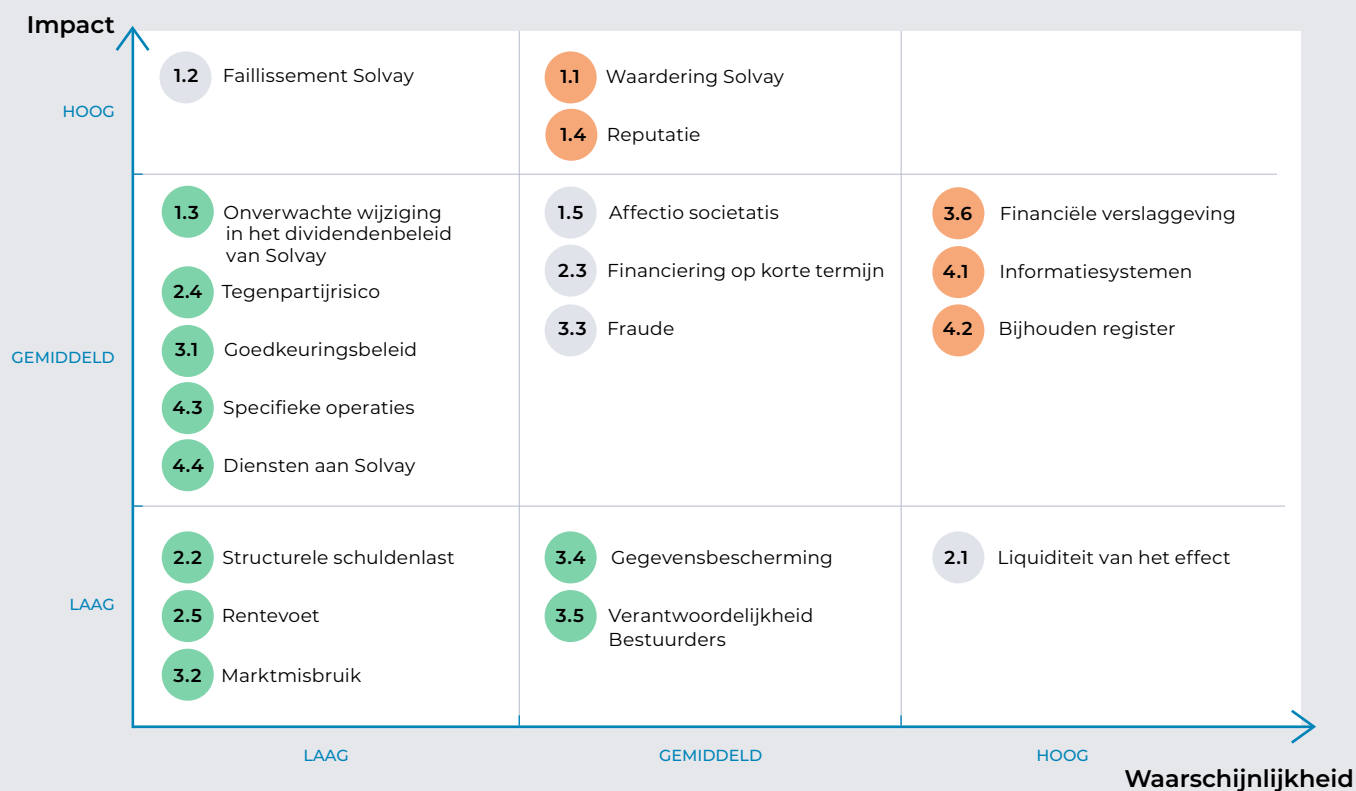 Impact
HOOG
1.2 Faillissement Solvay
1.1 Waardering Solvay
1.4 Reputatie
GEMIDDELD
1.3 Onverwachte wijziging
in het dividendenbeleid
van Solvay
2.4 Tegenpartijrisico
3.1 Goedkeuringsbeleid
4.3 Specifieke operaties
4.4 Diensten aan Solvay
1.5 Affectio societatis
2.3 Financiering op korte termijn
3.3 Fraude
3.6 Financiële verslaggeving
4.1 Informatiesystemen
4.2 Bijhouden register
LAAG
2.2 Structurele schuldenlast
2.5 Rentevoet
3.2 Marktmisbruik
3.4 Gegevensbescherming
3.5 Verantwoordelijkheid
Bestuurders
2.1 Liquiditeit van het effect
LAAG
GEMIDDELD
HOOG
Waarschijnlijkheid